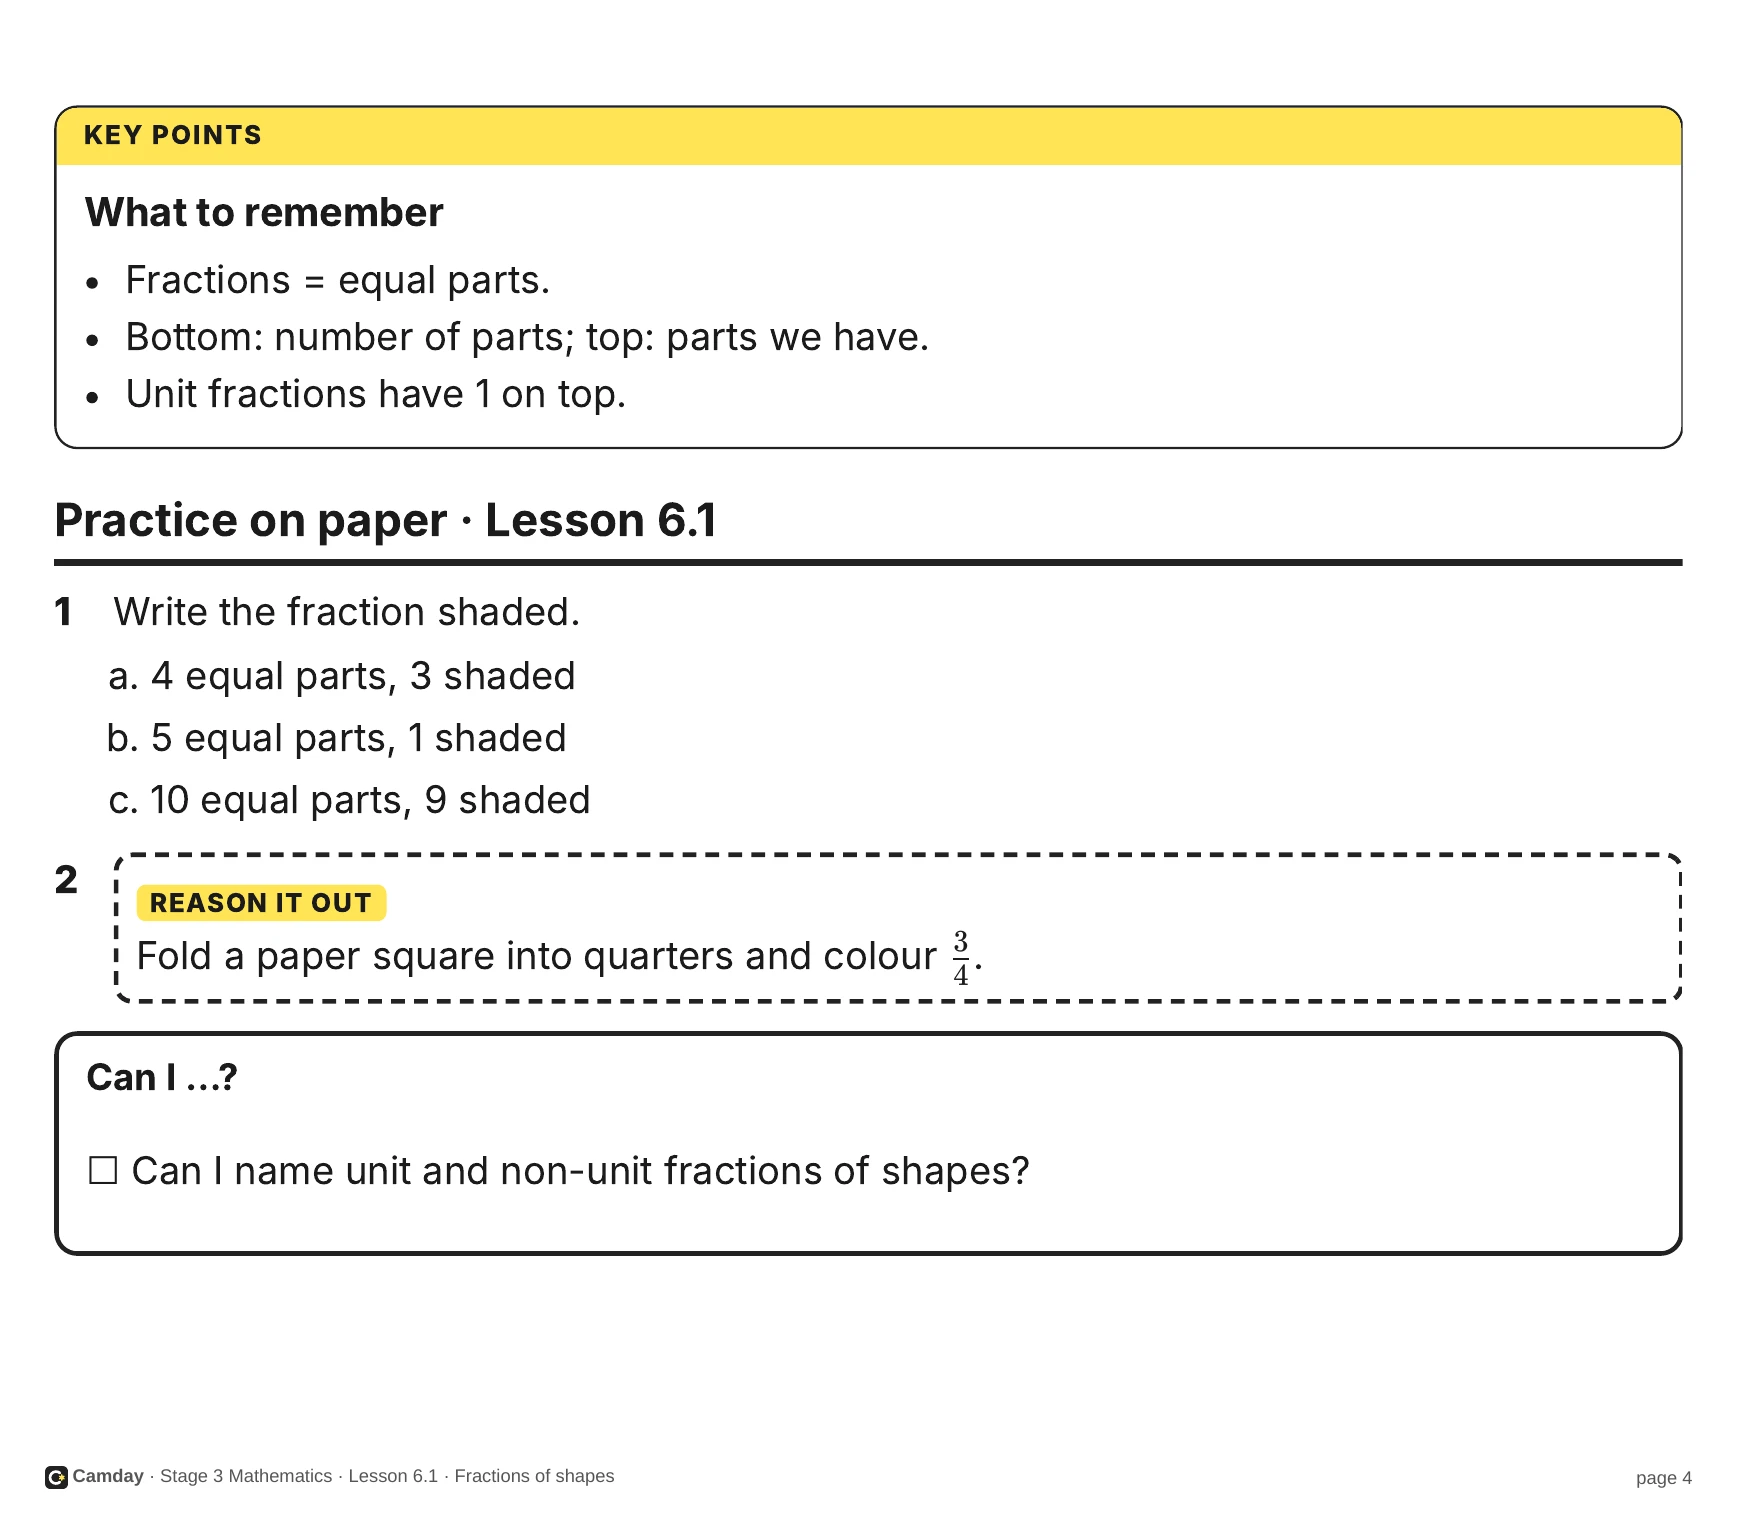 KEY POINTS
What to remember
• Fractions = equal parts.
• Bottom: number of parts; top: parts we have.
• Unit fractions have 1 on top.
Practice on paper · Lesson 6.1
1 Write the fraction shaded.
a. 4 equal parts, 3 shaded
b. 5 equal parts, 1 shaded
c. 10 equal parts, 9 shaded
2 REASON IT OUT
Fold a paper square into quarters and colour 3/4.
Can I ...?
☐ Can I name unit and non-unit fractions of shapes?
Camday · Stage 3 Mathematics · Lesson 6.1 · Fractions of shapes
page 4